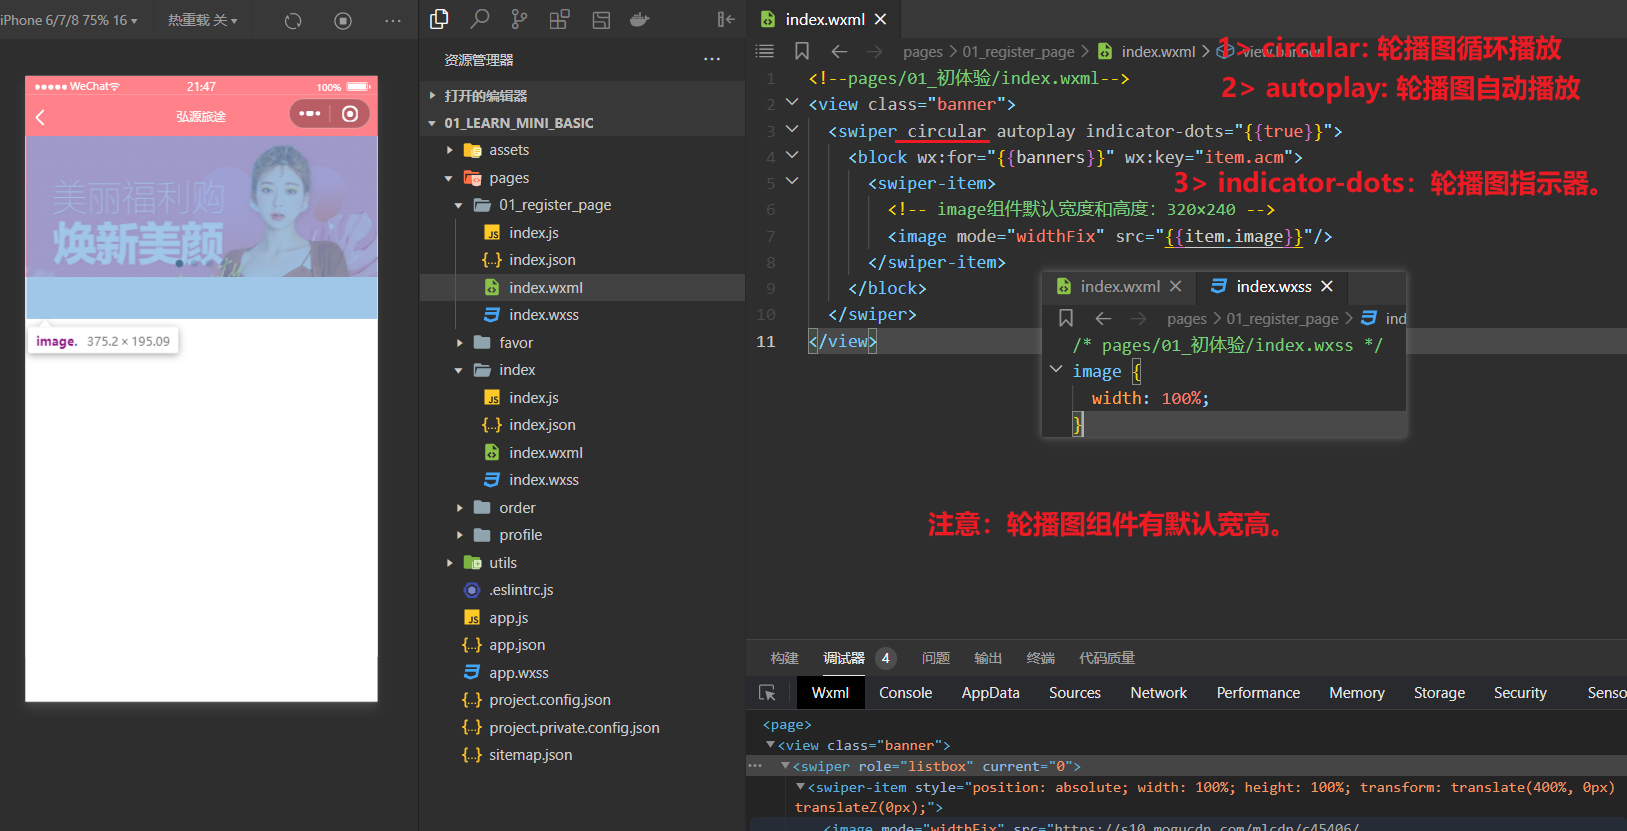 iPhone 6/7/8 75% 16
热重载 关
WeChat
21:47
100%
弘源旅途
美丽福利购
焕新美颜
image. 375.2 × 195.09
资源管理器
打开的编辑器
01_LEARN_MINI_BASIC
assets
pages
01_register_page
index.js
index.json
index.wxml
index.wxss
favor
index
index.js
index.json
index.wxml
index.wxss
order
profile
utils
.eslintrc.js
app.js
app.json
app.wxss
project.config.json
project.private.config.json
sitemap.json
index.wxml
pages > 01_register_page > index.wxml > view.banner
1> circular: 轮播图循环播放
2> autoplay: 轮播图自动播放
3> indicator-dots：轮播图指示器。
1 <!--pages/01_初体验/index.wxml-->
2 <view class="banner">
3 <swiper circular autoplay indicator-dots="{{true}}">
4 <block wx:for="{{banners}}" wx:key="item.acm">
5 <swiper-item>
6 <!-- image组件默认宽度和高度：320×240 -->
7 <image mode="widthFix" src="{{item.image}}"/>
8 </swiper-item>
9 </block>
10 </swiper>
11 </view>
index.wxml
index.wxss
pages > 01_register_page > ind
/* pages/01_初体验/index.wxss */
image {
width: 100%;
}
注意：轮播图组件有默认宽高。
构建 调试器 4 问题 输出 终端 代码质量
Wxml Console AppData Sources Network Performance Memory Storage Security Senso
<page>
<view class="banner">
<swiper role="listbox" current="0">
<swiper-item style="position: absolute; width: 100%; height: 100%; transform: translate(400%, 0px)
translateZ(0px);">
<image mode="widthFix" src="https://s10.mogucdn.com/mlcdn/c45406/